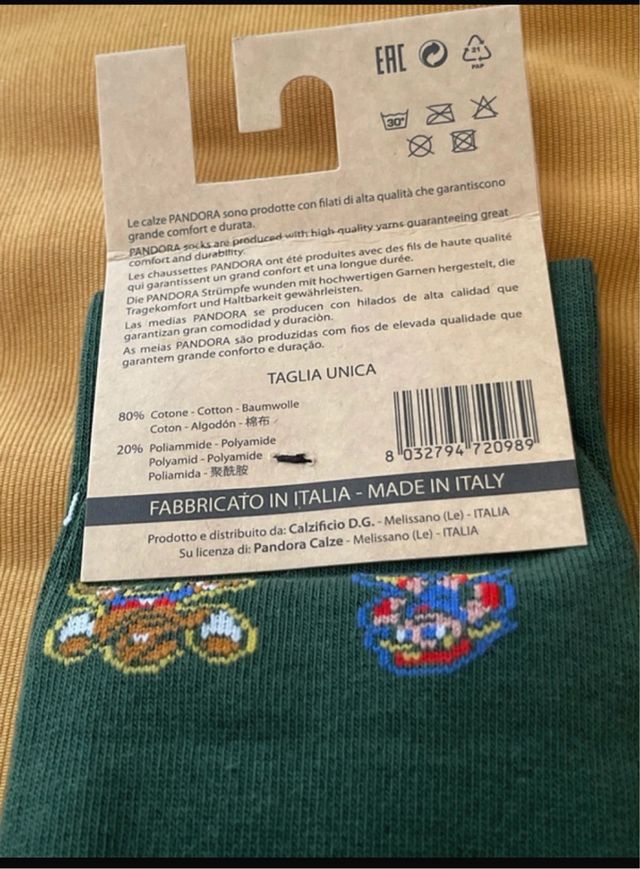 EAC
21
PAP
30°
Le calze PANDORA sono prodotte con filati di alta qualità che garantiscono
grande comfort e durata.
PANDORA socks are produced with high quality yarns guaranteeing great
comfort and durability.
Les chaussettes PANDORA ont été produites avec des fils de haute qualité
qui garantissent un grand confort et una longue durée.
Die PANDORA Strümpfe wunden mit hochwertigen Garnen hergestelt, die
Tragekomfort und Haltbarkeit gewährleisten.
Las medias PANDORA se producen con hilados de alta calidad que
garantizan gran comodidad y duraciòn.
As meias PANDORA são produzidas com fios de elevada qualidade que
garantem grande conforto e duração.
TAGLIA UNICA
80% Cotone - Cotton - Baumwolle
Coton - Algodón - 棉布
20% Poliammide - Polyamide
Polyamid - Polyamide
Poliamida - 聚酰胺
8 032794 720989
FABBRICATO IN ITALIA - MADE IN ITALY
Prodotto e distribuito da: Calzificio D.G. - Melissano (Le) - ITALIA
Su licenza di: Pandora Calze - Melissano (Le) - ITALIA